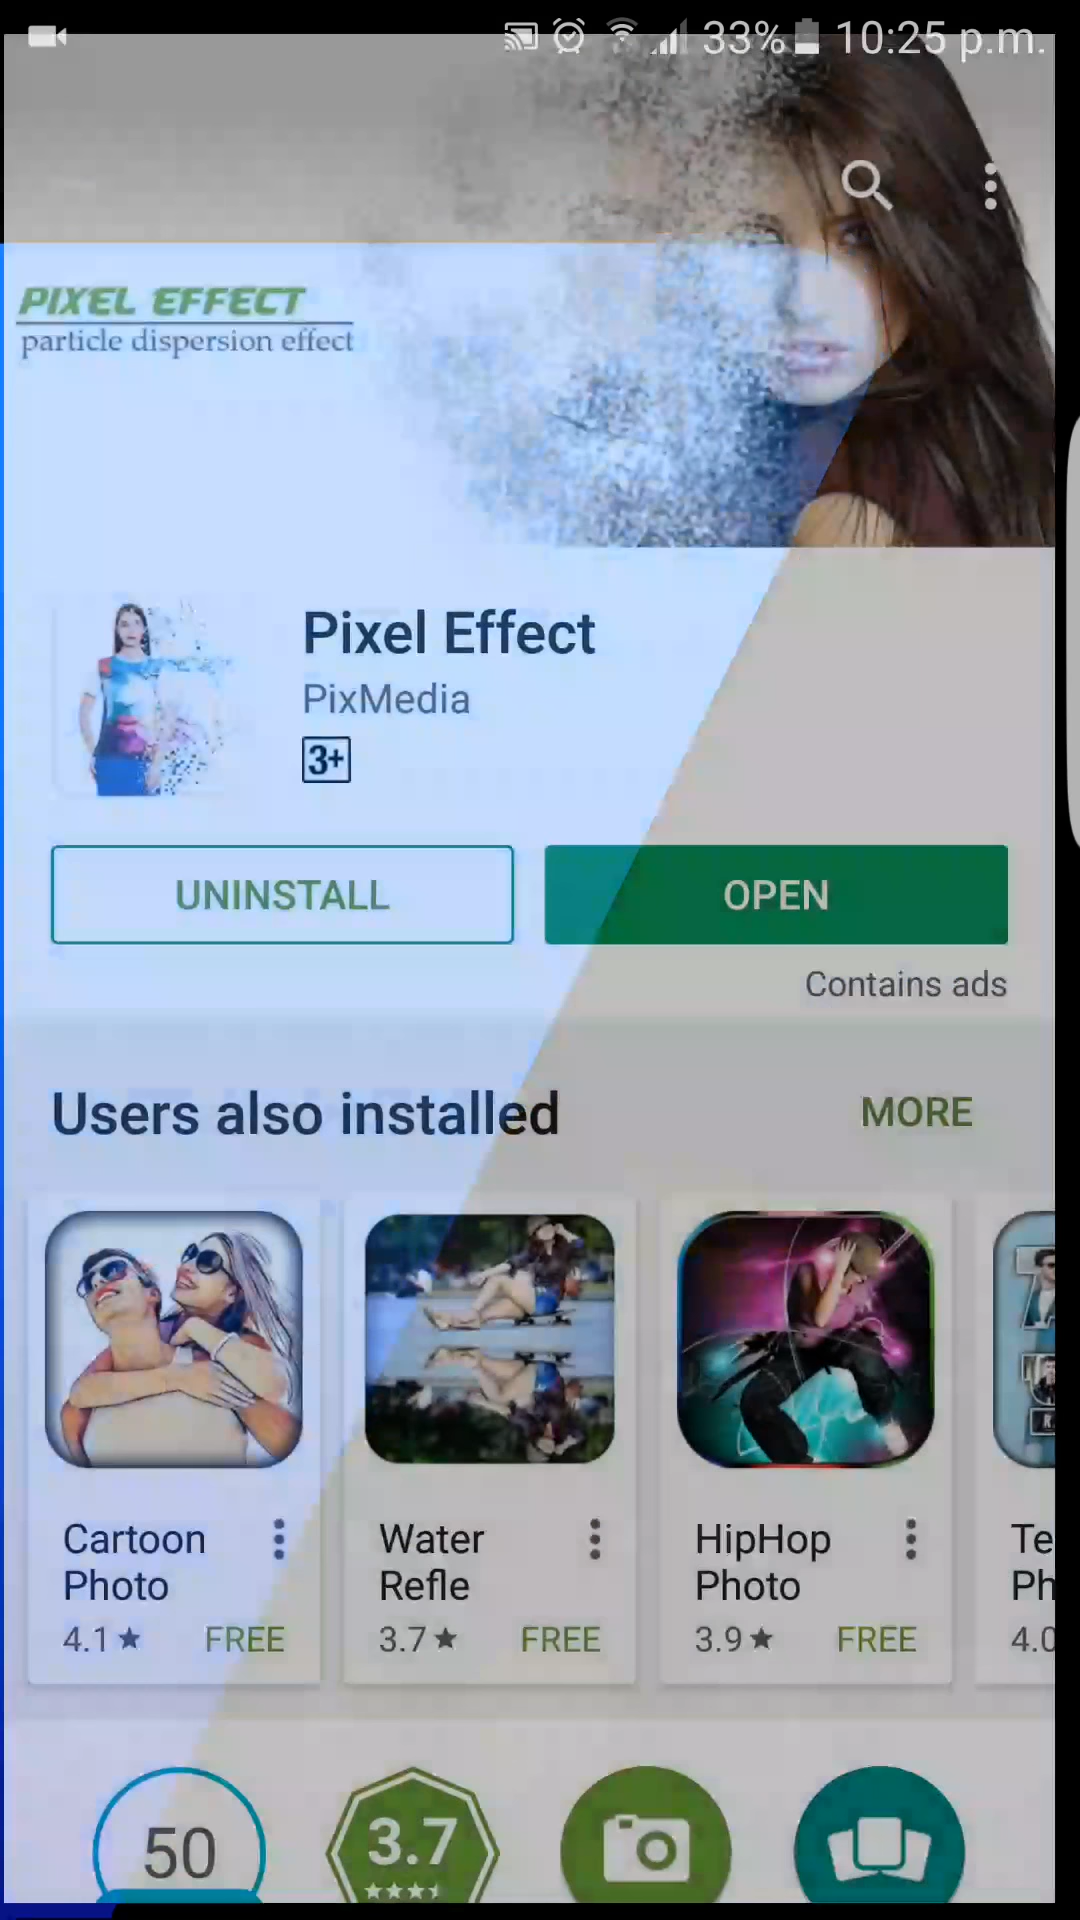 33% 10:25 p.m.
PIXEL EFFECT
particle dispersion effect
Pixel Effect
PixMedia
3+
UNINSTALL
OPEN
Contains ads
Users also installed
MORE
Cartoon Photo
4.1★ FREE
Water Refle
3.7★ FREE
HipHop Photo
3.9★ FREE
Te
Ph
4.0
50
3.7